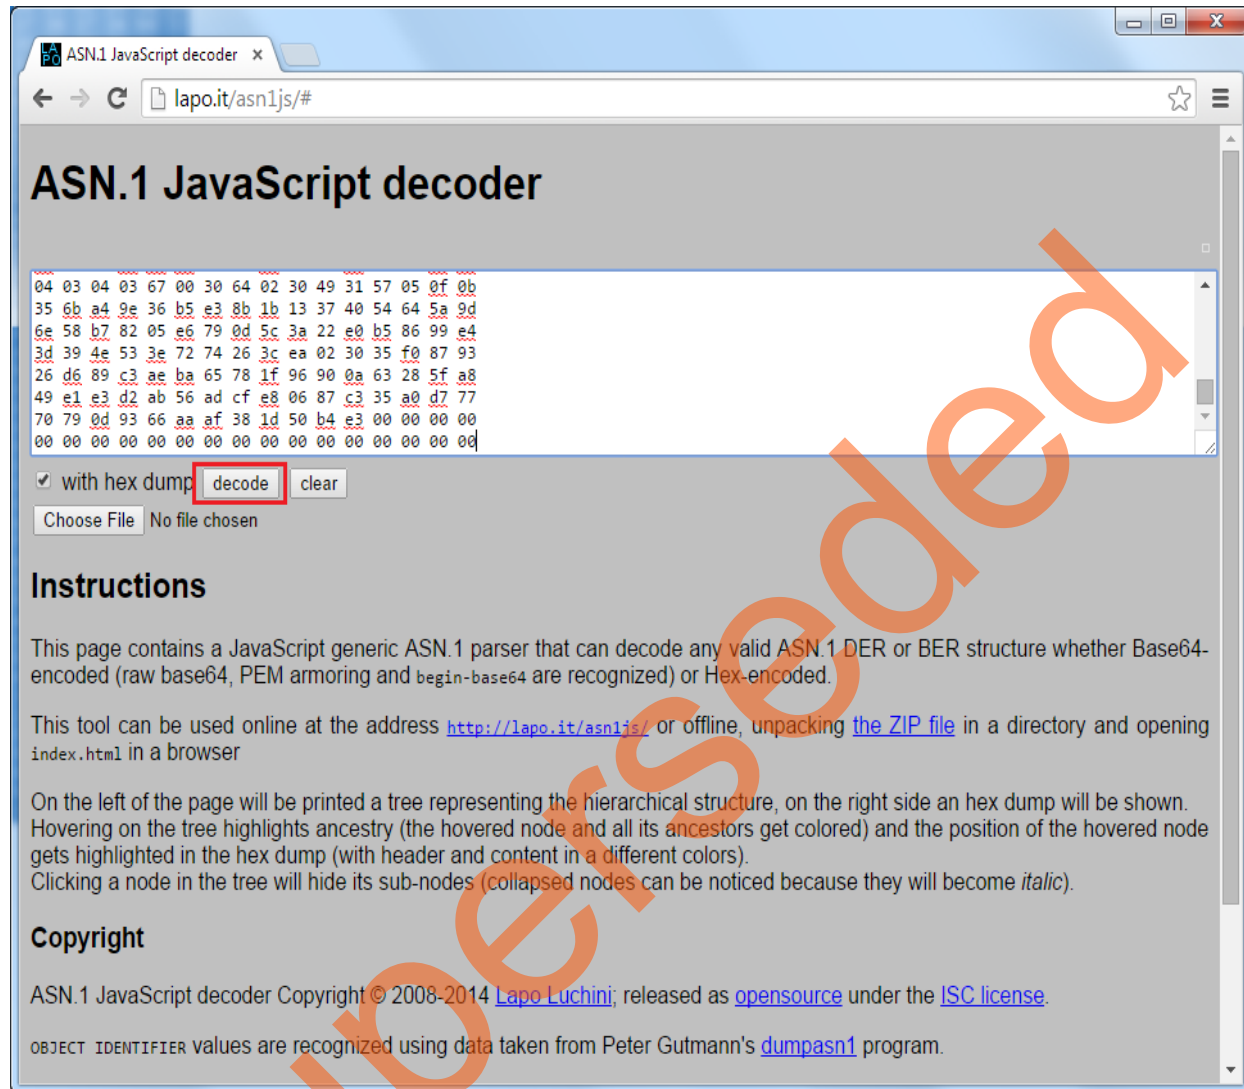 ASN.1 JavaScript decoder
lapo.it/asn1js/#
ASN.1 JavaScript decoder
04 03 04 03 67 00 30 64 02 30 49 31 57 05 0f 0b
35 6b a4 9e 36 b5 e3 8b 1b 13 37 40 54 64 5a 9d
6e 58 b7 82 05 e6 79 0d 5c 3a 22 e0 b5 86 99 e4
3d 39 4e 53 3e 72 74 26 3c ea 02 30 35 f0 87 93
26 d6 89 c3 ae ba 65 78 1f 96 90 0a 63 28 5f a8
49 e1 e3 d2 ab 56 ad cf e8 06 87 c3 35 a0 d7 77
70 79 0d 93 66 aa af 38 1d 50 b4 e3 00 00 00 00
00 00 00 00 00 00 00 00 00 00 00 00 00 00 00 00
with hex dump decode clear
Choose File No file chosen
Instructions
This page contains a JavaScript generic ASN.1 parser that can decode any valid ASN.1 DER or BER structure whether Base64-
encoded (raw base64, PEM armoring and begin-base64 are recognized) or Hex-encoded.
This tool can be used online at the address http://lapo.it/asn1js/ or offline, unpacking the ZIP file in a directory and opening
index.html in a browser
On the left of the page will be printed a tree representing the hierarchical structure, on the right side an hex dump will be shown.
Hovering on the tree highlights ancestry (the hovered node and all its ancestors get colored) and the position of the hovered node
gets highlighted in the hex dump (with header and content in a different colors).
Clicking a node in the tree will hide its sub-nodes (collapsed nodes can be noticed because they will become italic).
Copyright
ASN.1 JavaScript decoder Copyright © 2008-2014 Lapo Luchini; released as opensource under the ISC license.
OBJECT IDENTIFIER values are recognized using data taken from Peter Gutmann's dumpasn1 program.
perseded